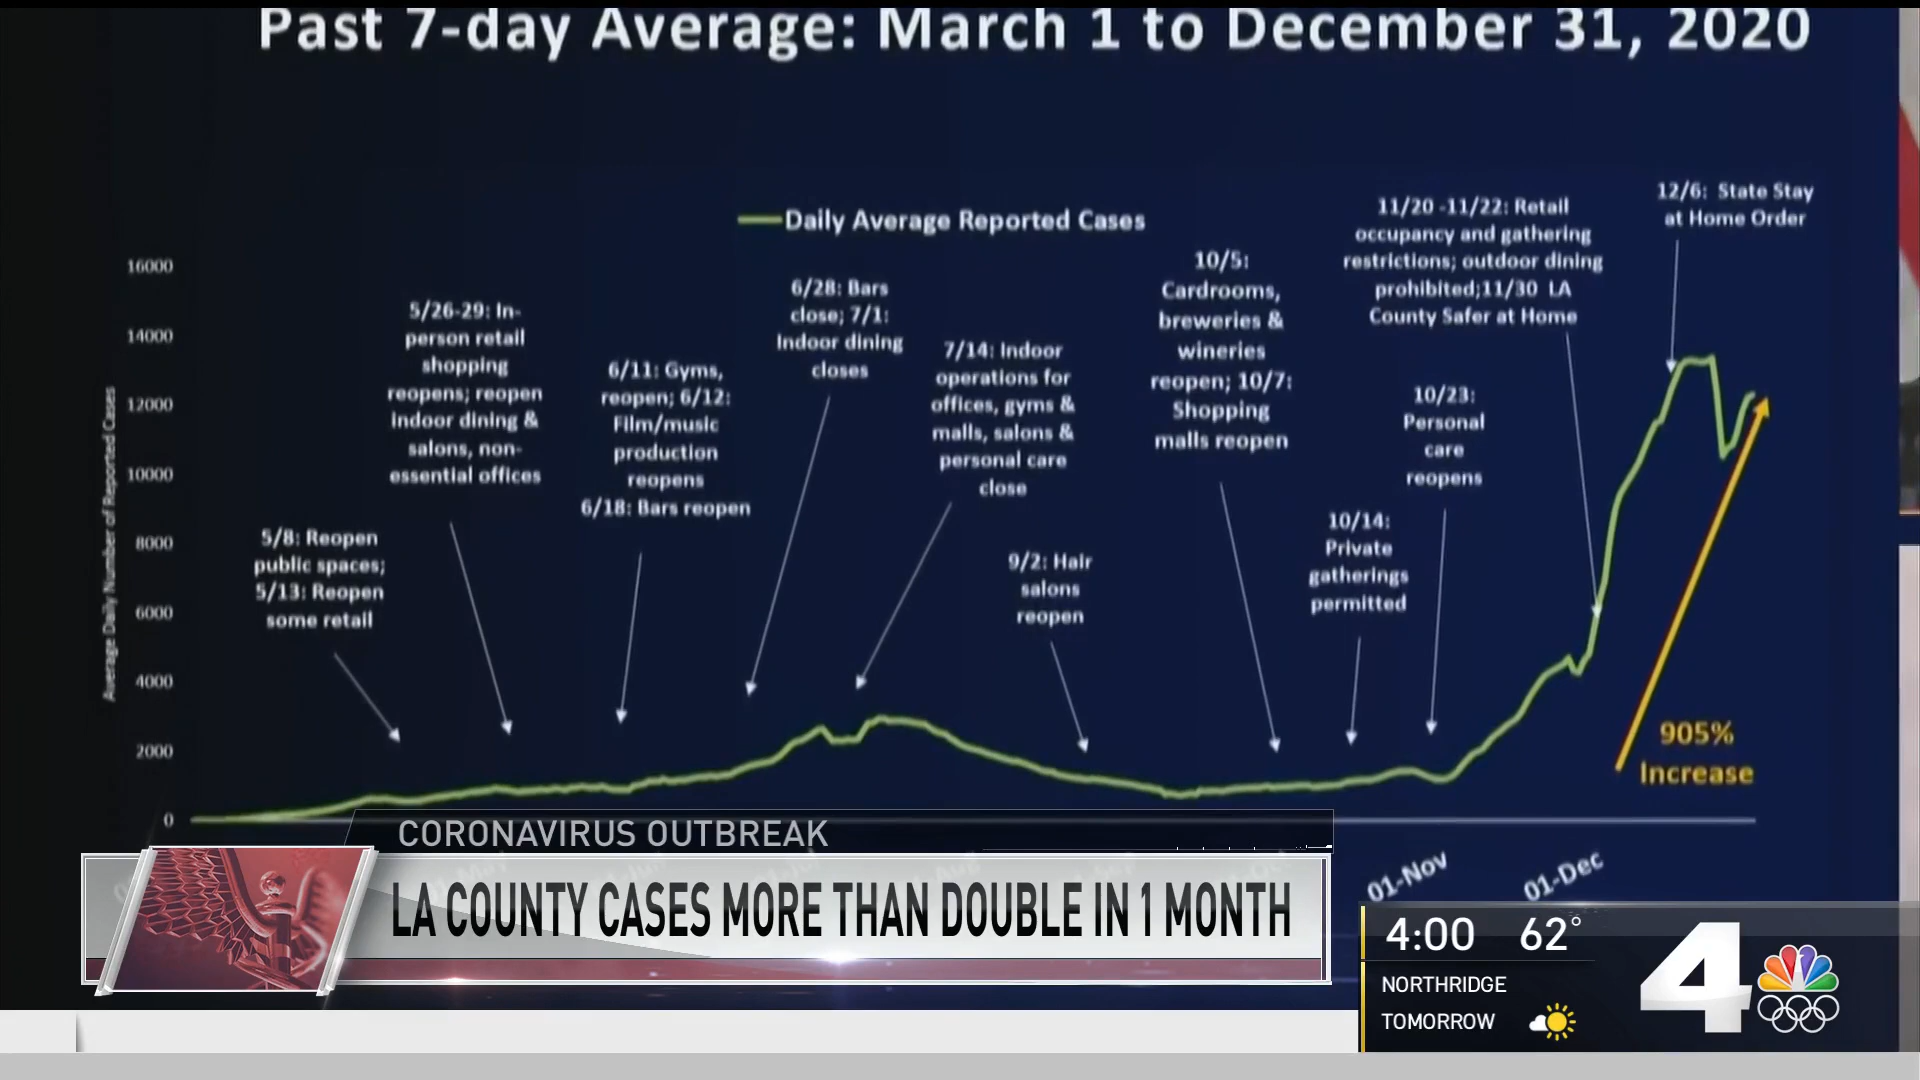 Past 7-day Average: March 1 to December 31, 2020
Daily Average Reported Cases
Average Daily Number of Reported Cases
16000
14000
12000
10000
8000
6000
4000
2000
0
5/8: Reopen
public spaces;
5/13: Reopen
some retail
5/26-29: In-
person retail
shopping
reopens; reopen
indoor dining &
salons, non-
essential offices
6/11: Gyms,
reopen; 6/12:
Film/music
production
reopens
6/18: Bars reopen
6/28: Bars
close; 7/1:
Indoor dining
closes
7/14: Indoor
operations for
offices, gyms &
malls, salons &
personal care
close
9/2: Hair
salons
reopen
10/5:
Cardrooms,
breweries &
wineries
reopen; 10/7:
Shopping
malls reopen
10/14:
Private
gatherings
permitted
10/23:
Personal
care
reopens
11/20 -11/22: Retail
occupancy and gathering
restrictions; outdoor dining
prohibited;11/30 LA
County Safer at Home
12/6: State Stay
at Home Order
905%
Increase
01-Nov
01-Dec
CORONAVIRUS OUTBREAK
LA COUNTY CASES MORE THAN DOUBLE IN 1 MONTH
4:00 62°
NORTHRIDGE
TOMORROW
4